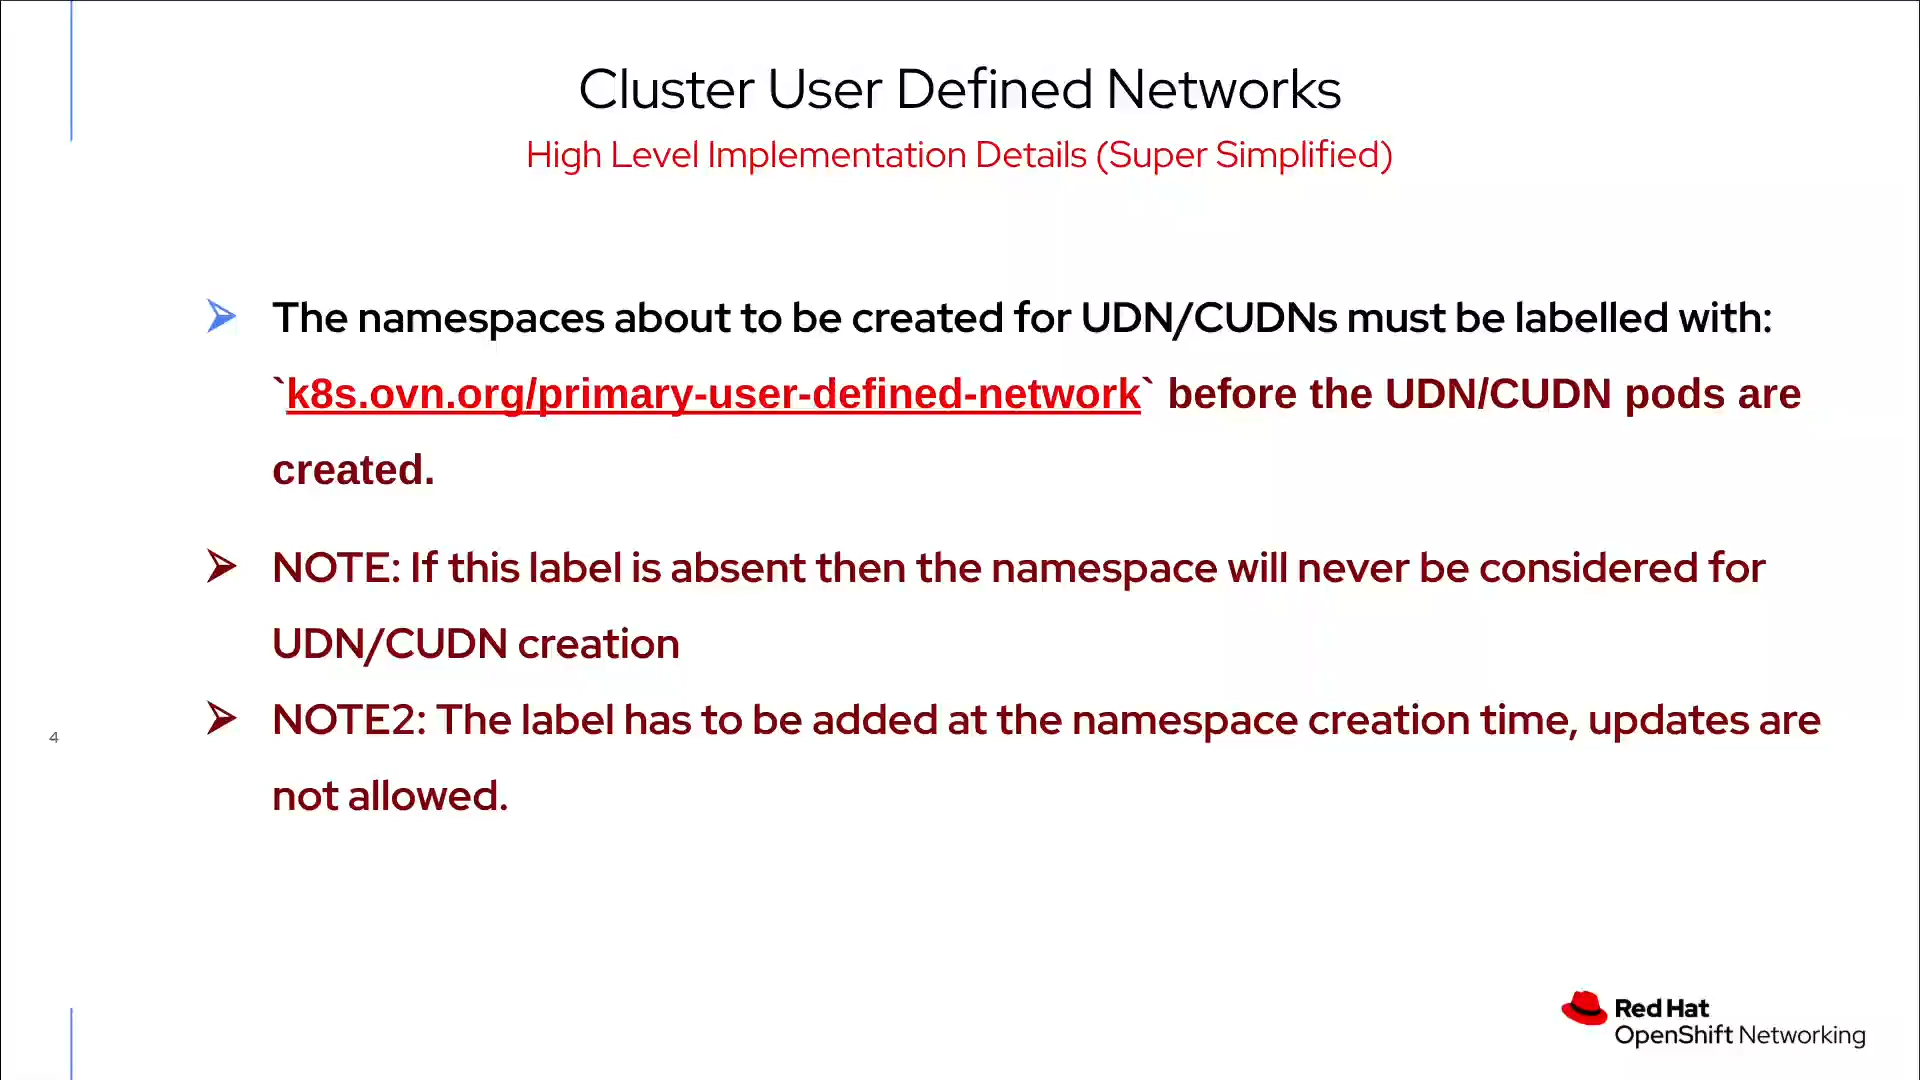 Cluster User Defined Networks
High Level Implementation Details (Super Simplified)
➢ The namespaces about to be created for UDN/CUDNs must be labelled with:
`k8s.ovn.org/primary-user-defined-network` before the UDN/CUDN pods are
created.
➢ NOTE: If this label is absent then the namespace will never be considered for
UDN/CUDN creation
➢ NOTE2: The label has to be added at the namespace creation time, updates are
not allowed.
4
Red Hat
OpenShift Networking